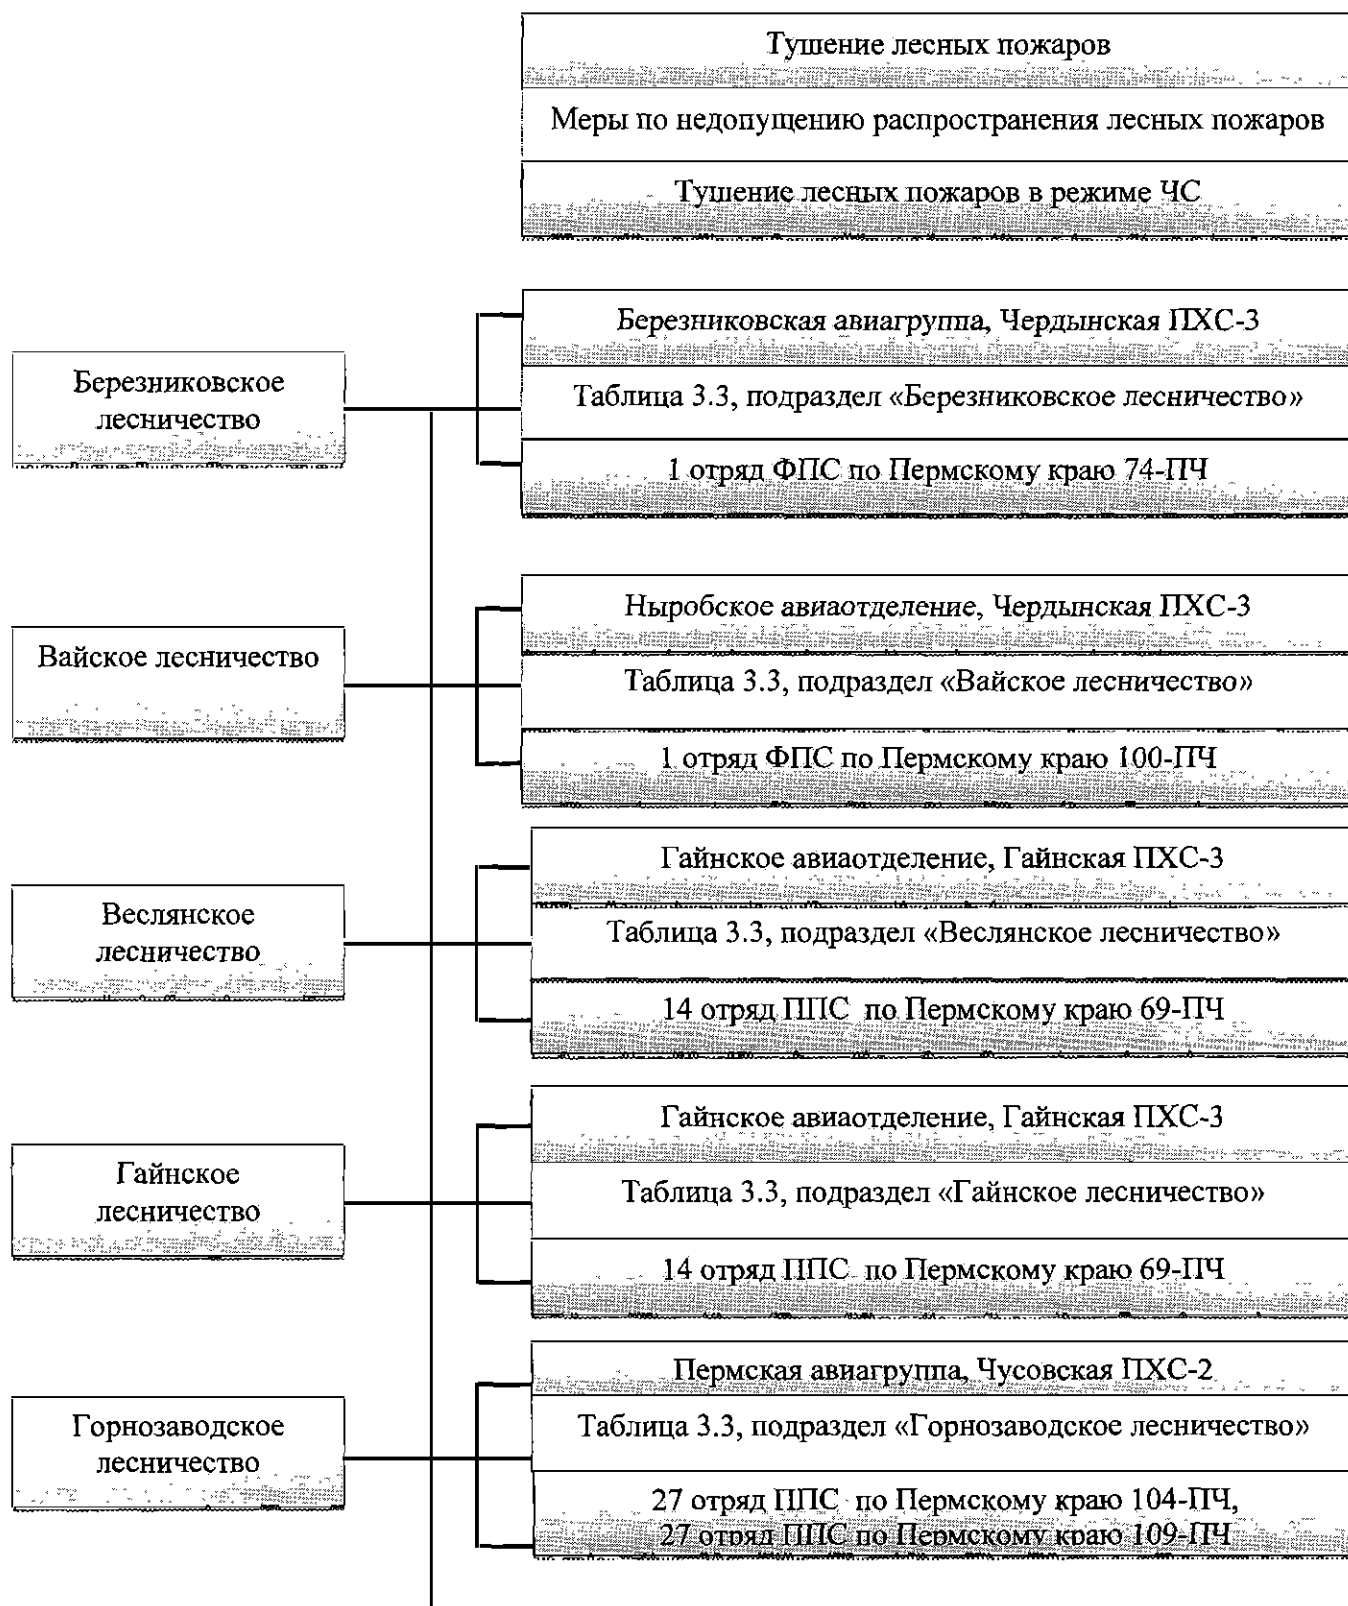 Тушение лесных пожаров
Меры по недопущению распространения лесных пожаров
Тушение лесных пожаров в режиме ЧС
Березниковское
лесничество
Березниковская авиагруппа, Чердынская ПХС-3
Таблица 3.3, подраздел «Березниковское лесничество»
1 отряд ФПС по Пермскому краю 74-ПЧ
Вайское лесничество
Ныробское авиаотделение, Чердынская ПХС-3
Таблица 3.3, подраздел «Вайское лесничество»
1 отряд ФПС по Пермскому краю 100-ПЧ
Веслянское
лесничество
Гайнское авиаотделение, Гайнская ПХС-3
Таблица 3.3, подраздел «Веслянское лесничество»
14 отряд ППС по Пермскому краю 69-ПЧ
Гайнское
лесничество
Гайнское авиаотделение, Гайнская ПХС-3
Таблица 3.3, подраздел «Гайнское лесничество»
14 отряд ППС по Пермскому краю 69-ПЧ
Горнозаводское
лесничество
Пермская авиагруппа, Чусовская ПХС-2
Таблица 3.3, подраздел «Горнозаводское лесничество»
27 отряд ППС по Пермскому краю 104-ПЧ,
27 отряд ППС по Пермскому краю 109-ПЧ